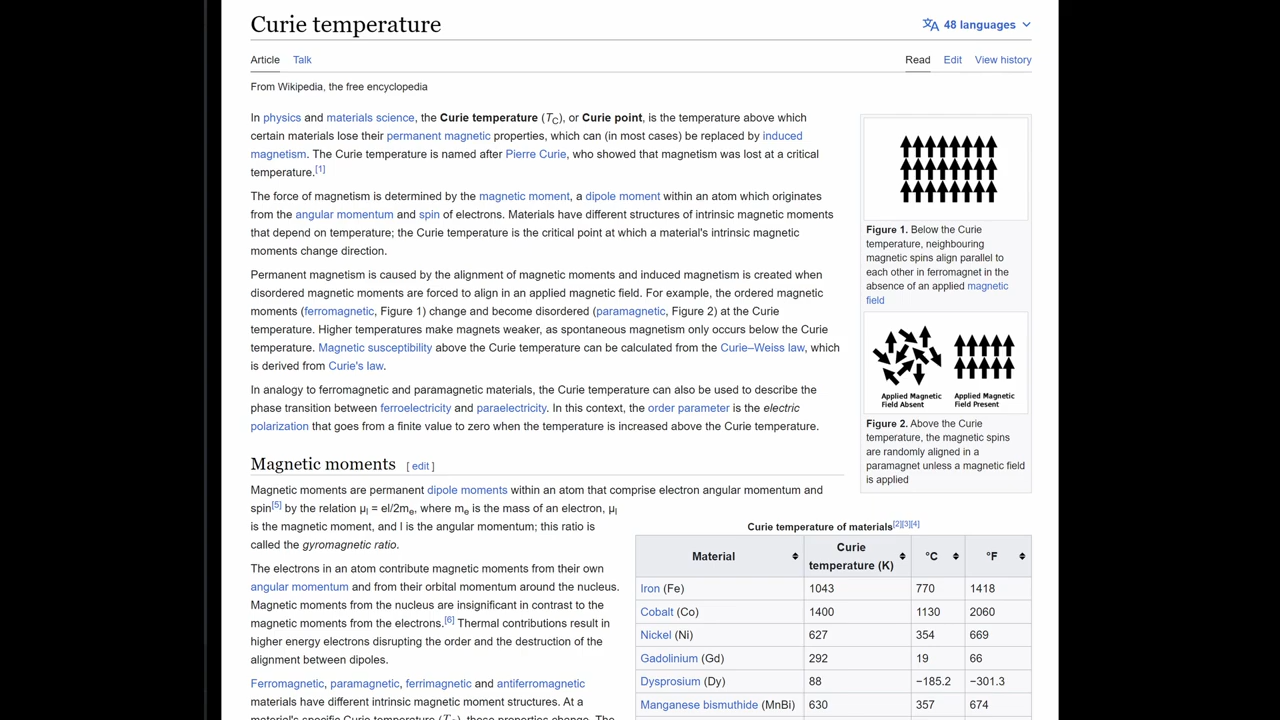 Curie temperature
48 languages
Article Talk Read Edit View history
From Wikipedia, the free encyclopedia
In physics and materials science, the Curie temperature (TC), or Curie point, is the temperature above which
certain materials lose their permanent magnetic properties, which can (in most cases) be replaced by induced
magnetism. The Curie temperature is named after Pierre Curie, who showed that magnetism was lost at a critical
temperature.[1]
The force of magnetism is determined by the magnetic moment, a dipole moment within an atom which originates
from the angular momentum and spin of electrons. Materials have different structures of intrinsic magnetic moments
that depend on temperature; the Curie temperature is the critical point at which a material's intrinsic magnetic
moments change direction.
Permanent magnetism is caused by the alignment of magnetic moments and induced magnetism is created when
disordered magnetic moments are forced to align in an applied magnetic field. For example, the ordered magnetic
moments (ferromagnetic, Figure 1) change and become disordered (paramagnetic, Figure 2) at the Curie
temperature. Higher temperatures make magnets weaker, as spontaneous magnetism only occurs below the Curie
temperature. Magnetic susceptibility above the Curie temperature can be calculated from the Curie–Weiss law, which
is derived from Curie's law.
In analogy to ferromagnetic and paramagnetic materials, the Curie temperature can also be used to describe the
phase transition between ferroelectricity and paraelectricity. In this context, the order parameter is the electric
polarization that goes from a finite value to zero when the temperature is increased above the Curie temperature.
Figure 1. Below the Curie
temperature, neighbouring
magnetic spins align parallel to
each other in ferromagnet in the
absence of an applied magnetic
field
Applied Magnetic
Field Absent
Applied Magnetic
Field Present
Figure 2. Above the Curie
temperature, the magnetic spins
are randomly aligned in a
paramagnet unless a magnetic field
is applied
Magnetic moments [ edit ]
Magnetic moments are permanent dipole moments within an atom that comprise electron angular momentum and
spin[5] by the relation μl = el/2me, where me is the mass of an electron, μl
is the magnetic moment, and l is the angular momentum; this ratio is
called the gyromagnetic ratio.
The electrons in an atom contribute magnetic moments from their own
angular momentum and from their orbital momentum around the nucleus.
Magnetic moments from the nucleus are insignificant in contrast to the
magnetic moments from the electrons.[6] Thermal contributions result in
higher energy electrons disrupting the order and the destruction of the
alignment between dipoles.
Ferromagnetic, paramagnetic, ferrimagnetic and antiferromagnetic
materials have different intrinsic magnetic moment structures. At a
material's specific Curie temperature (TC), these properties change. The
Curie temperature of materials[2][3][4]
Material Curie temperature (K) °C °F
Iron (Fe) 1043 770 1418
Cobalt (Co) 1400 1130 2060
Nickel (Ni) 627 354 669
Gadolinium (Gd) 292 19 66
Dysprosium (Dy) 88 −185.2 −301.3
Manganese bismuthide (MnBi) 630 357 674